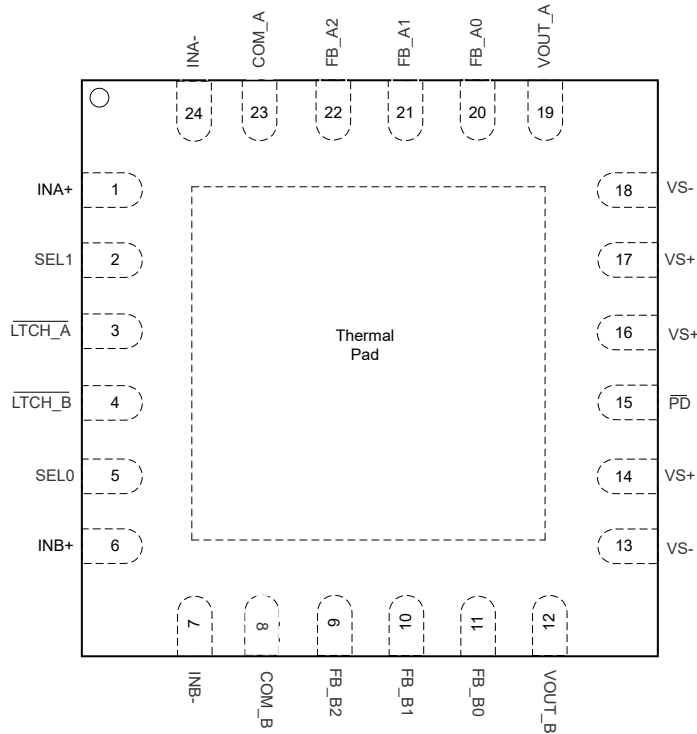 INA-
COM_A
FB_A2
FB_A1
FB_A0
VOUT_A
24
23
22
21
20
19
INA+
1
18
VS-
SEL1
2
17
VS+
LTCH_A
3
16
VS+
Thermal
Pad
LTCH_B
4
15
PD
SEL0
5
14
VS+
INB+
6
13
VS-
7
8
9
10
11
12
INB-
COM_B
FB_B2
FB_B1
FB_B0
VOUT_B